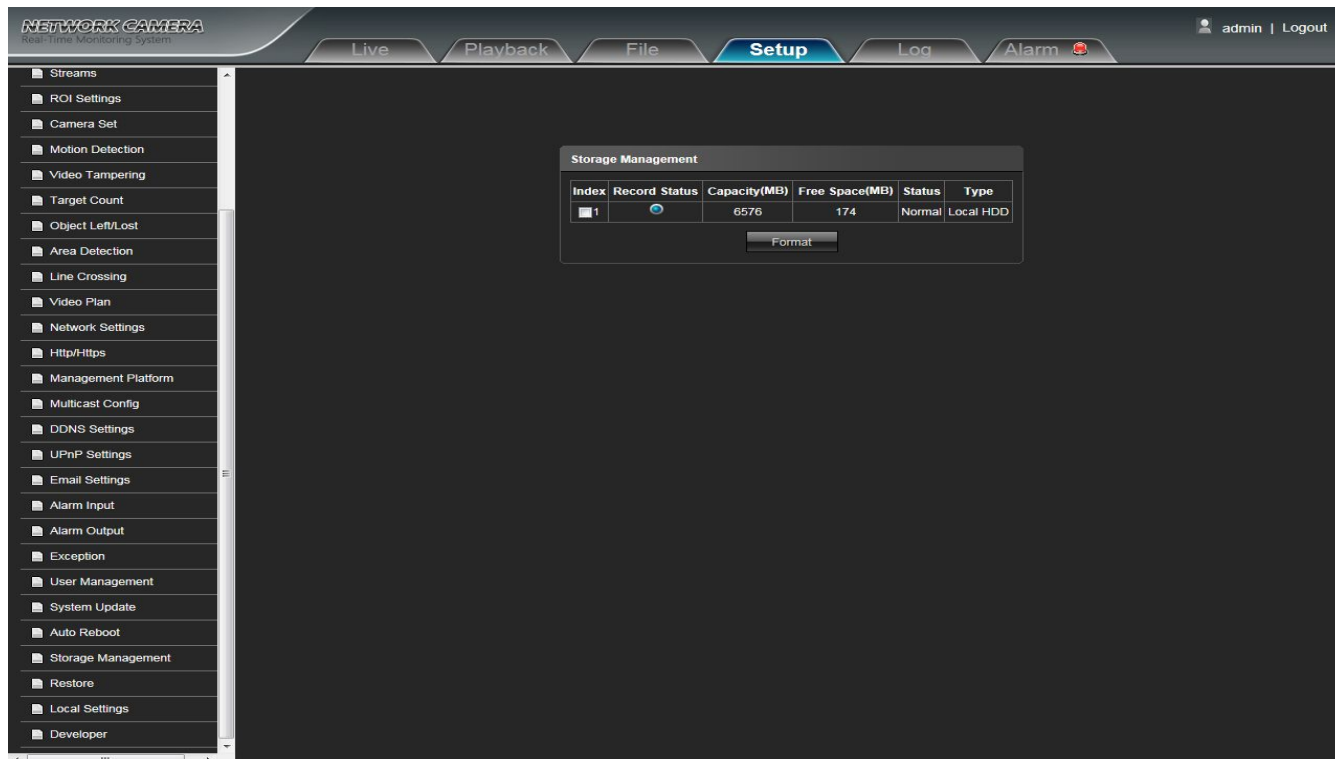 NETWORK CAMERA
Real-Time Monitoring System
Live
Playback
File
Setup
Log
Alarm
admin | Logout
Streams
ROI Settings
Camera Set
Motion Detection
Video Tampering
Target Count
Object Left/Lost
Area Detection
Line Crossing
Video Plan
Network Settings
Http/Https
Management Platform
Multicast Config
DDNS Settings
UPnP Settings
Email Settings
Alarm Input
Alarm Output
Exception
User Management
System Update
Auto Reboot
Storage Management
Restore
Local Settings
Developer
Storage Management
Index Record Status Capacity(MB) Free Space(MB) Status Type
1 6576 174 Normal Local HDD
Format